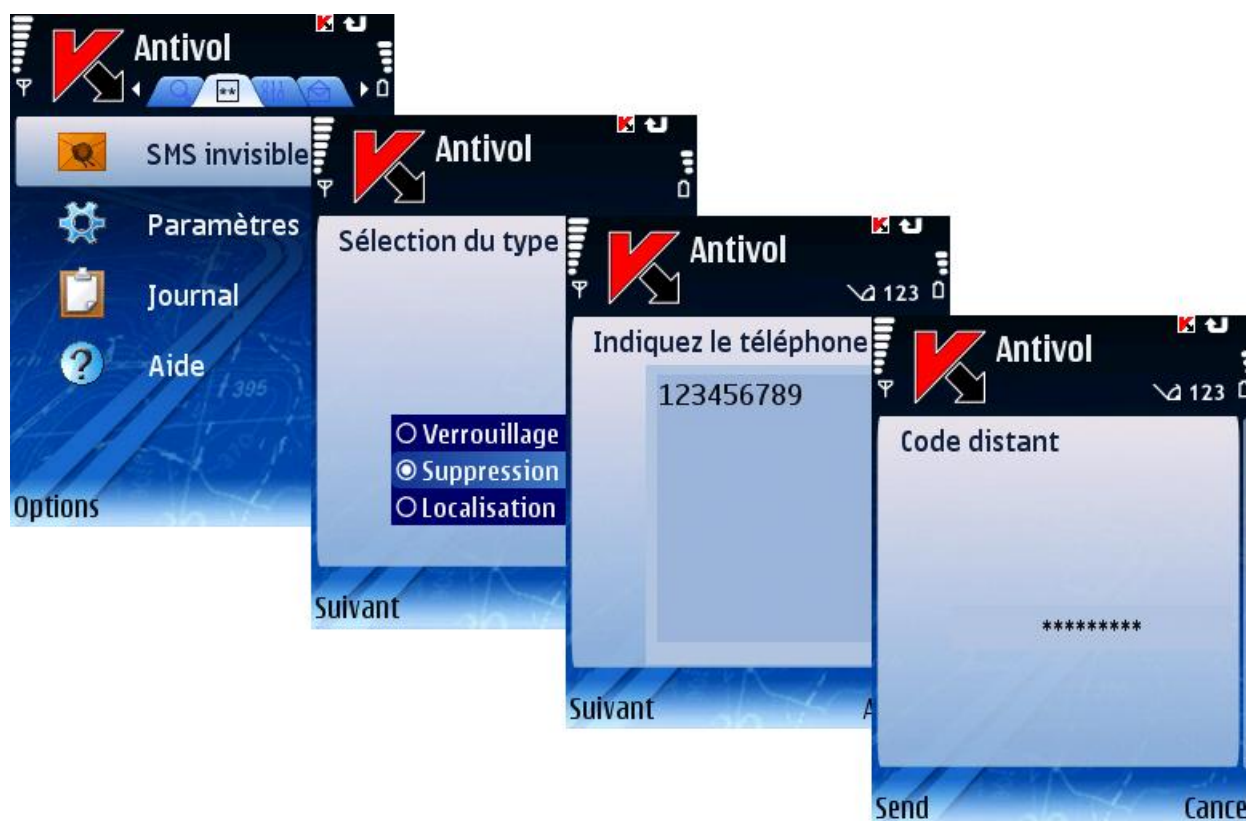 Antivol
SMS invisible
Paramètres
Journal
Aide
395
Options
Antivol
Sélection du type
Verrouillage
Suppression
Localisation
Suivant
Antivol
123
Indiquez le téléphone
123456789
Suivant
Antivol
123
Code distant
*********
Send
Cance